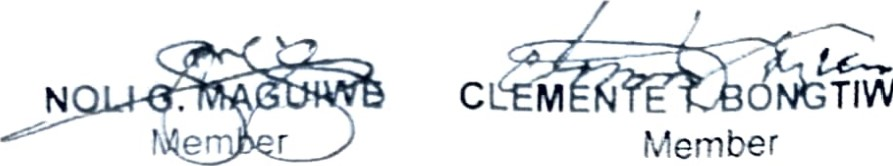 NOLI G. MAGUIWE CLEMENTE T. BONGTIW
Member Member